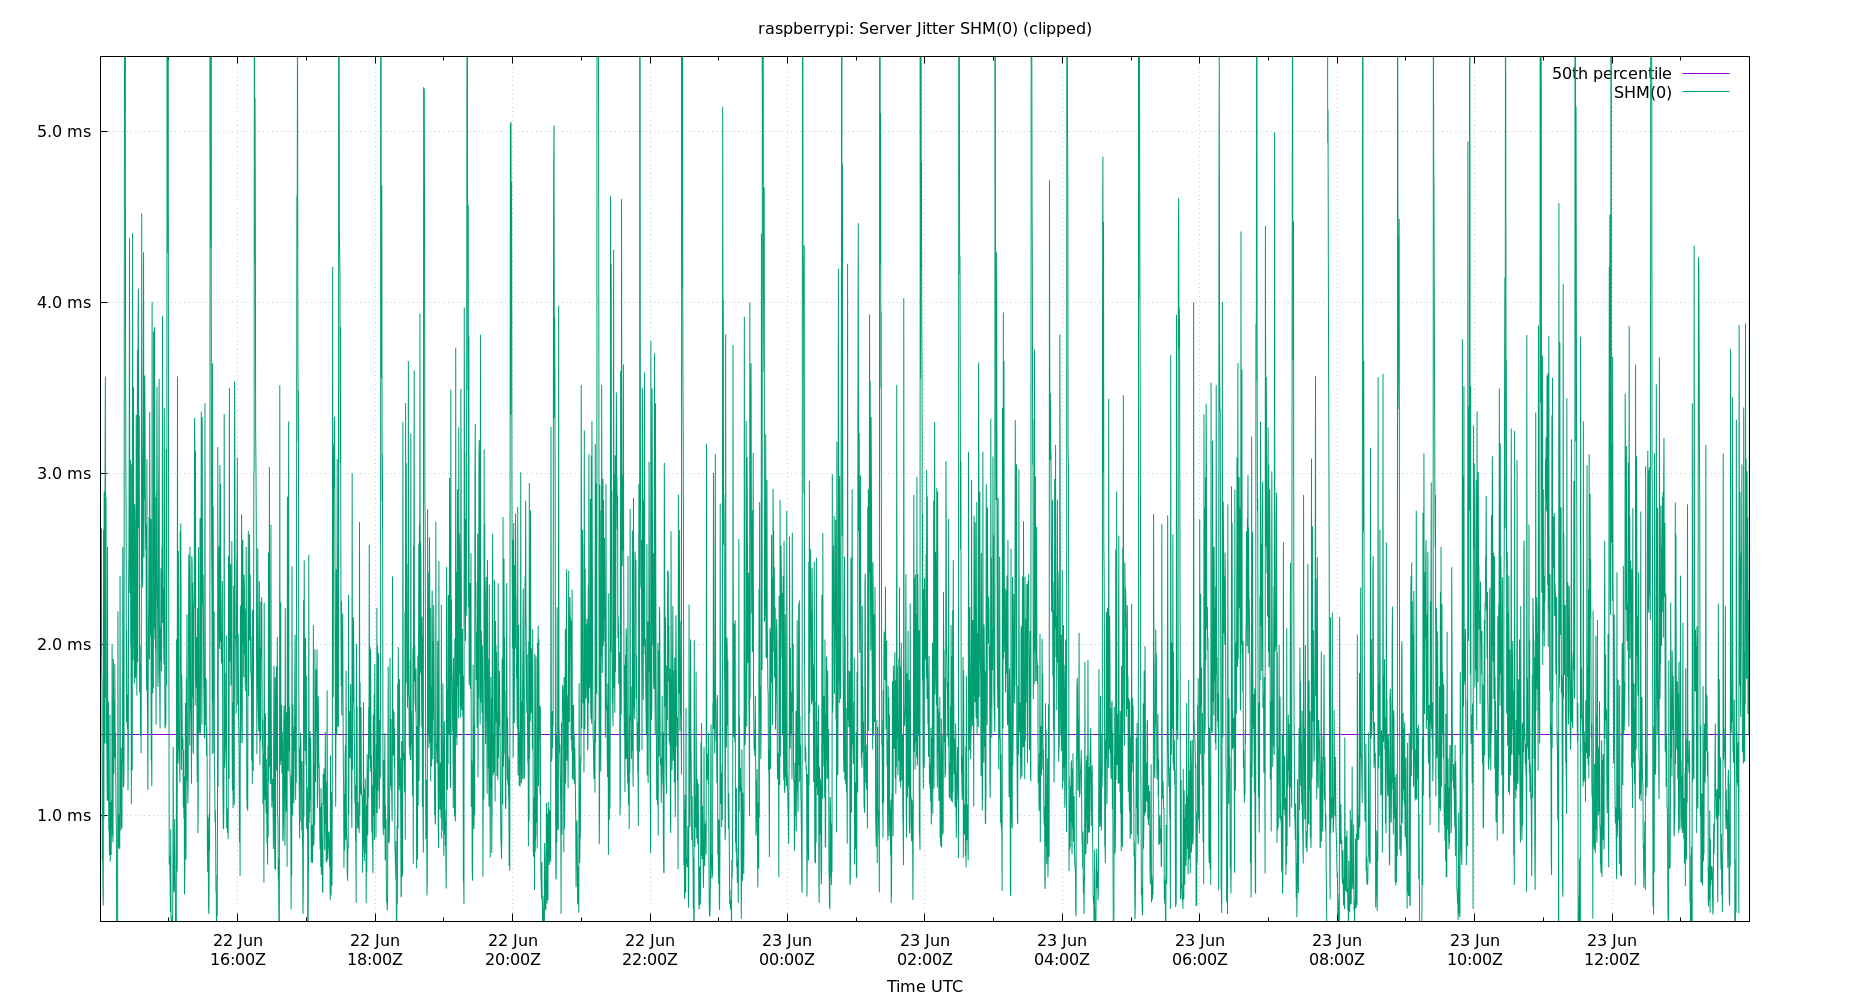 raspberrypi: Server Jitter SHM(0) (clipped)
50th percentile
SHM(0)
5.0 ms
4.0 ms
3.0 ms
2.0 ms
1.0 ms
22 Jun 22 Jun 22 Jun 22 Jun 23 Jun 23 Jun 23 Jun 23 Jun 23 Jun 23 Jun 23 Jun
16:00Z 18:00Z 20:00Z 22:00Z 00:00Z 02:00Z 04:00Z 06:00Z 08:00Z 10:00Z 12:00Z
Time UTC